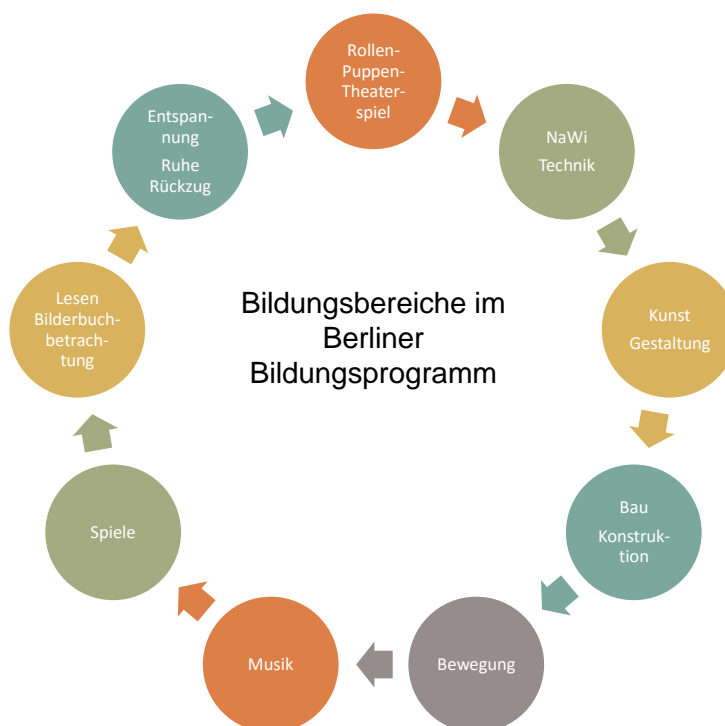 Rollen-
Puppen-
Theater-
spiel
NaWi
Technik
Kunst
Gestaltung
Bau
Konstruk-
tion
Bewegung
Musik
Spiele
Lesen
Bilderbuch-
betrach-
tung
Entspan-
nung
Ruhe
Rückzug
Bildungsbereiche im
Berliner
Bildungsprogramm